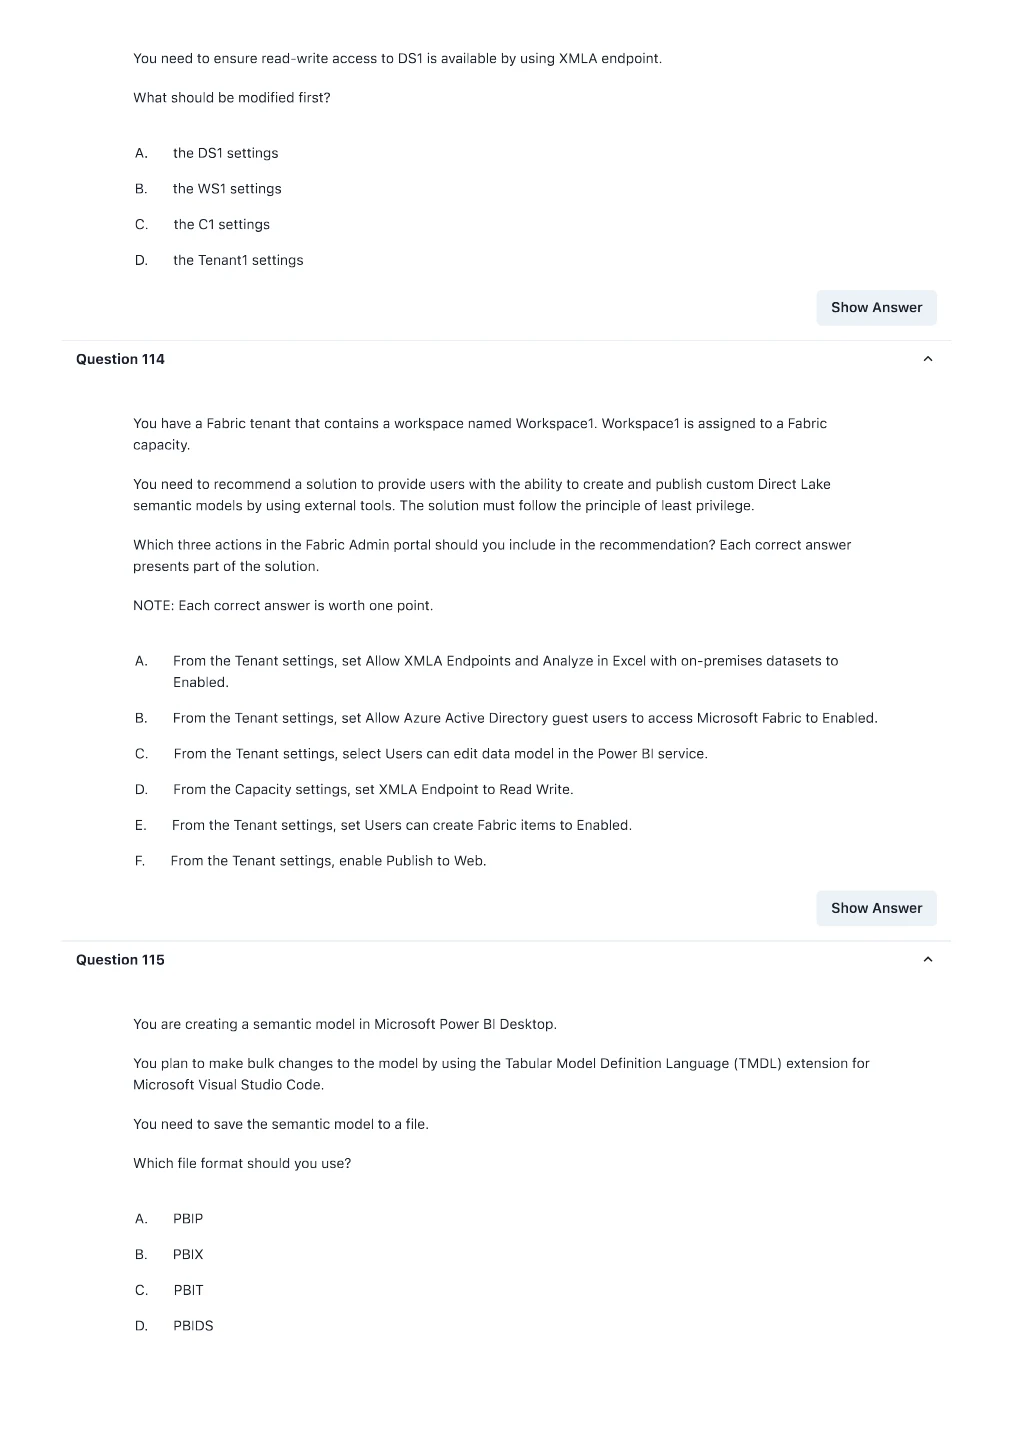 You need to ensure read-write access to DS1 is available by using XMLA endpoint.
What should be modified first?
A. the DS1 settings
B. the WS1 settings
C. the C1 settings
D. the Tenant1 settings
Show Answer
Question 114
You have a Fabric tenant that contains a workspace named Workspace1. Workspace1 is assigned to a Fabric
capacity.
You need to recommend a solution to provide users with the ability to create and publish custom Direct Lake
semantic models by using external tools. The solution must follow the principle of least privilege.
Which three actions in the Fabric Admin portal should you include in the recommendation? Each correct answer
presents part of the solution.
NOTE: Each correct answer is worth one point.
A. From the Tenant settings, set Allow XMLA Endpoints and Analyze in Excel with on-premises datasets to
Enabled.
B. From the Tenant settings, set Allow Azure Active Directory guest users to access Microsoft Fabric to Enabled.
C. From the Tenant settings, select Users can edit data model in the Power BI service.
D. From the Capacity settings, set XMLA Endpoint to Read Write.
E. From the Tenant settings, set Users can create Fabric items to Enabled.
F. From the Tenant settings, enable Publish to Web.
Show Answer
Question 115
You are creating a semantic model in Microsoft Power BI Desktop.
You plan to make bulk changes to the model by using the Tabular Model Definition Language (TMDL) extension for
Microsoft Visual Studio Code.
You need to save the semantic model to a file.
Which file format should you use?
A. PBIP
B. PBIX
C. PBIT
D. PBIDS